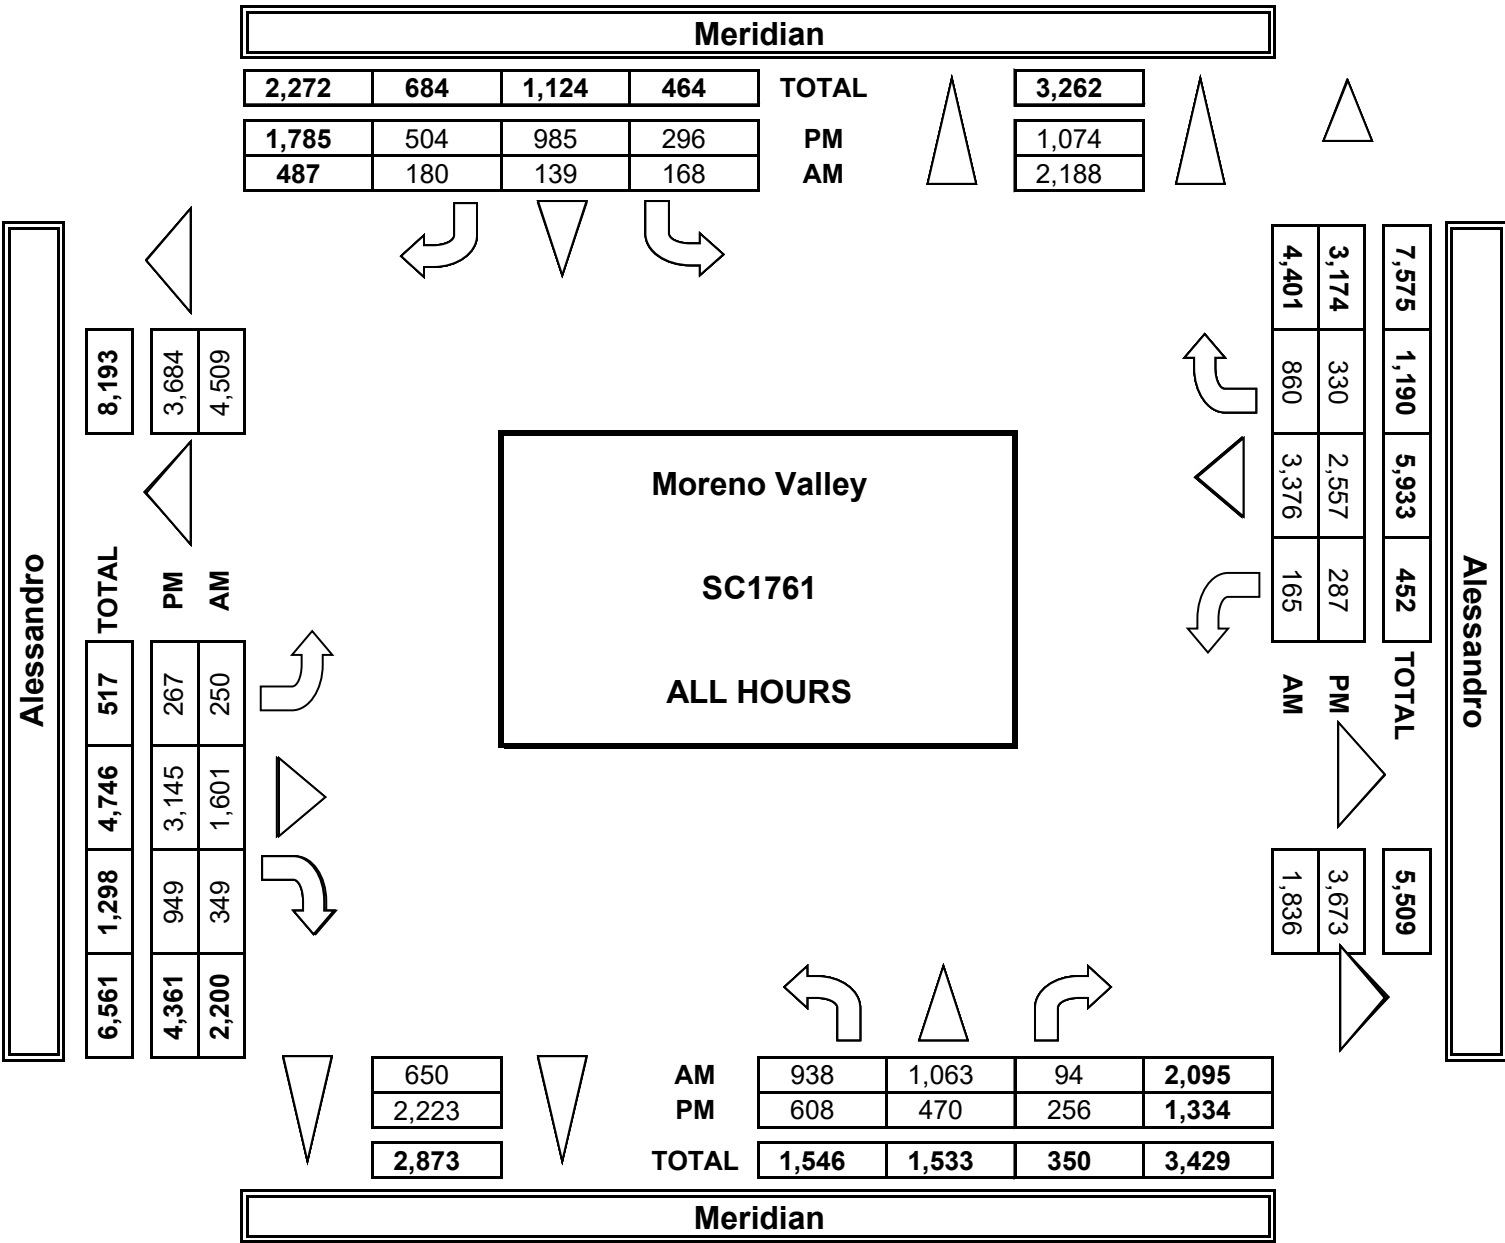 Meridian
2,272 684 1,124 464 TOTAL 3,262
1,785 504 985 296 PM 1,074
487 180 139 168 AM 2,188
Alessandro
8,193 3,684 4,509
TOTAL PM AM
517 267 250
4,746 3,145 1,601
1,298 949 349
6,561 4,361 2,200
Moreno Valley
SC1761
ALL HOURS
4,401 3,174 7,575
860 330 1,190
3,376 2,557 5,933
165 287 452
AM PM TOTAL
1,836 3,673 5,509
Alessandro
650 AM 938 1,063 94 2,095
2,223 PM 608 470 256 1,334
2,873 TOTAL 1,546 1,533 350 3,429
Meridian